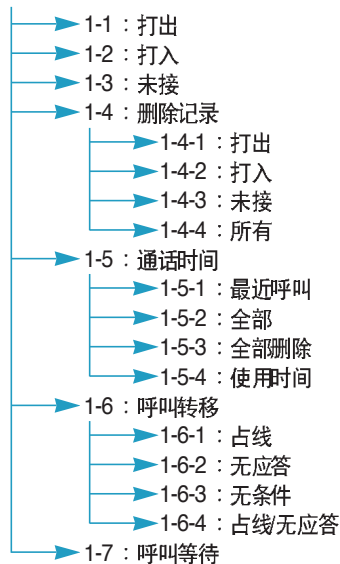 1-1 : 打出
1-2 : 打入
1-3 : 未接
1-4 : 删除记录
1-4-1 : 打出
1-4-2 : 打入
1-4-3 : 未接
1-4-4 : 所有
1-5 : 通话时间
1-5-1 : 最近呼叫
1-5-2 : 全部
1-5-3 : 全部删除
1-5-4 : 使用时间
1-6 : 呼叫转移
1-6-1 : 占线
1-6-2 : 无应答
1-6-3 : 无条件
1-6-4 : 占线/无应答
1-7 : 呼叫等待